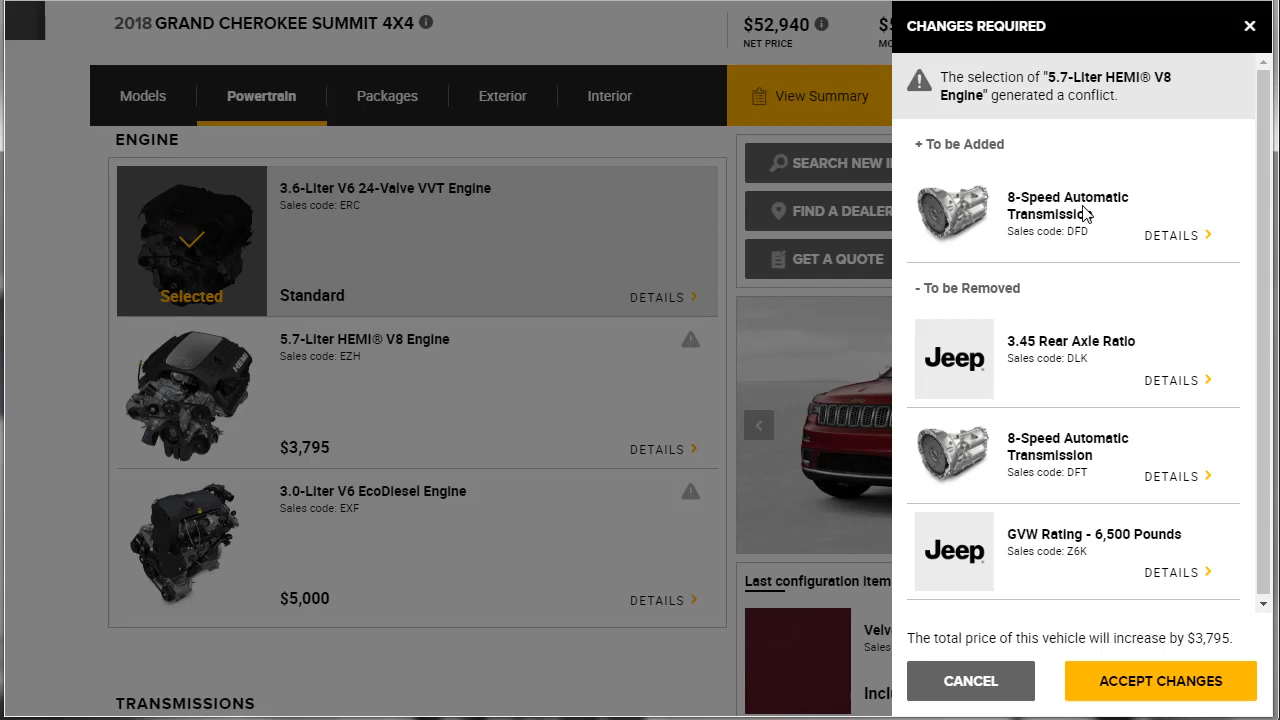 2018 GRAND CHEROKEE SUMMIT 4X4
$52,940
NET PRICE
Models
Powertrain
Packages
Exterior
Interior
View Summary
ENGINE
3.6-Liter V6 24-Valve VVT Engine
Sales code: ERC
Selected
Standard
DETAILS
5.7-Liter HEMI® V8 Engine
Sales code: EZH
$3,795
DETAILS
3.0-Liter V6 EcoDiesel Engine
Sales code: EXF
$5,000
DETAILS
TRANSMISSIONS
SEARCH NEW
FIND A DEALER
GET A QUOTE
Last configuration item
Sales
CHANGES REQUIRED
The selection of "5.7-Liter HEMI® V8
Engine" generated a conflict.
+ To be Added
8-Speed Automatic
Transmission
Sales code: DFD
DETAILS
- To be Removed
Jeep
3.45 Rear Axle Ratio
Sales code: DLK
DETAILS
8-Speed Automatic
Transmission
Sales code: DFT
DETAILS
Jeep
GVW Rating - 6,500 Pounds
Sales code: Z6K
DETAILS
The total price of this vehicle will increase by $3,795.
CANCEL
ACCEPT CHANGES